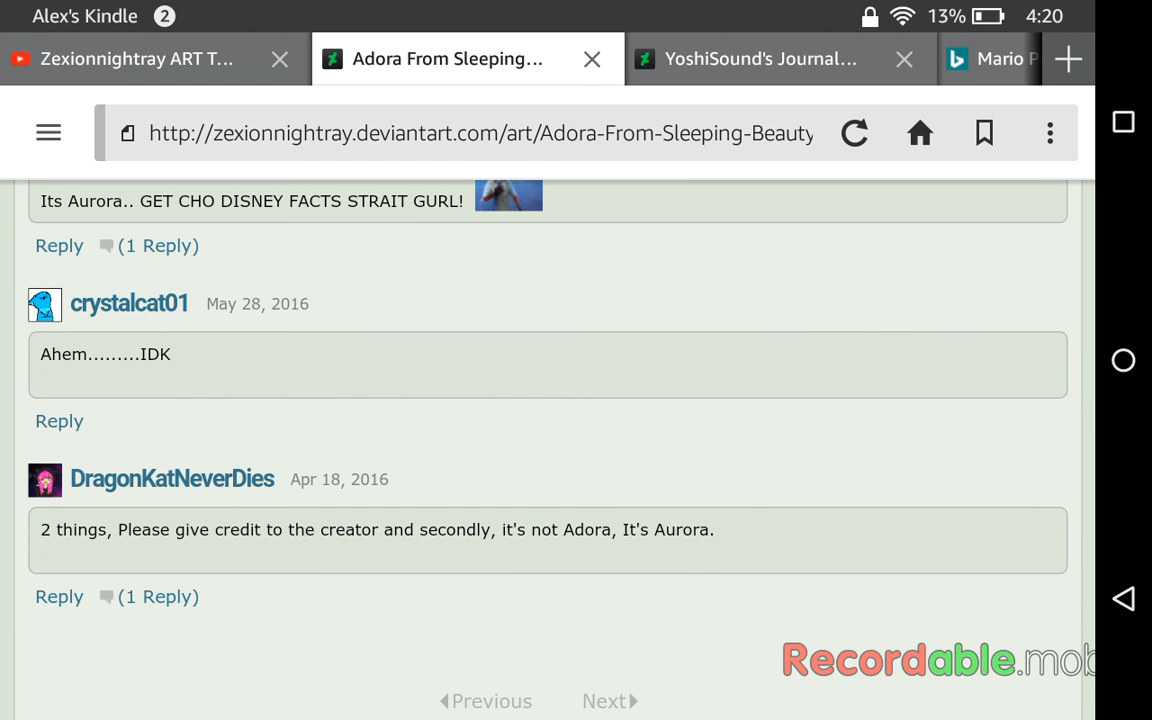 Alex's Kindle 2 13% 4:20
Zexionnightray ART T... Adora From Sleeping... YoshiSound's Journal... Mario P
http://zexionnightray.deviantart.com/art/Adora-From-Sleeping-Beauty
Its Aurora.. GET CHO DISNEY FACTS STRAIT GURL!
Reply (1 Reply)
crystalcat01 May 28, 2016
Ahem.........IDK
Reply
DragonKatNeverDies Apr 18, 2016
2 things, Please give credit to the creator and secondly, it's not Adora, It's Aurora.
Reply (1 Reply)
Recordable.mob
Previous Next